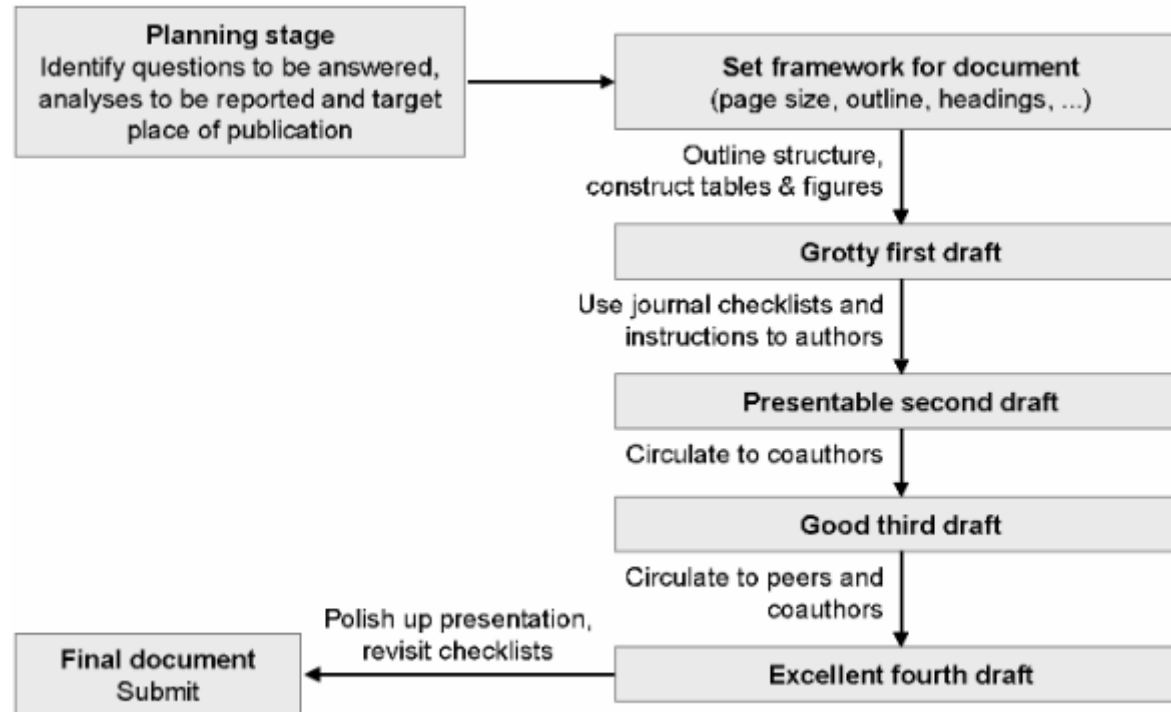 Planning stage
Identify questions to be answered,
analyses to be reported and target
place of publication
Set framework for document
(page size, outline, headings, ...)
Outline structure,
construct tables & figures
Grotty first draft
Use journal checklists and
instructions to authors
Presentable second draft
Circulate to coauthors
Good third draft
Circulate to peers and
coauthors
Excellent fourth draft
Polish up presentation,
revisit checklists
Final document
Submit